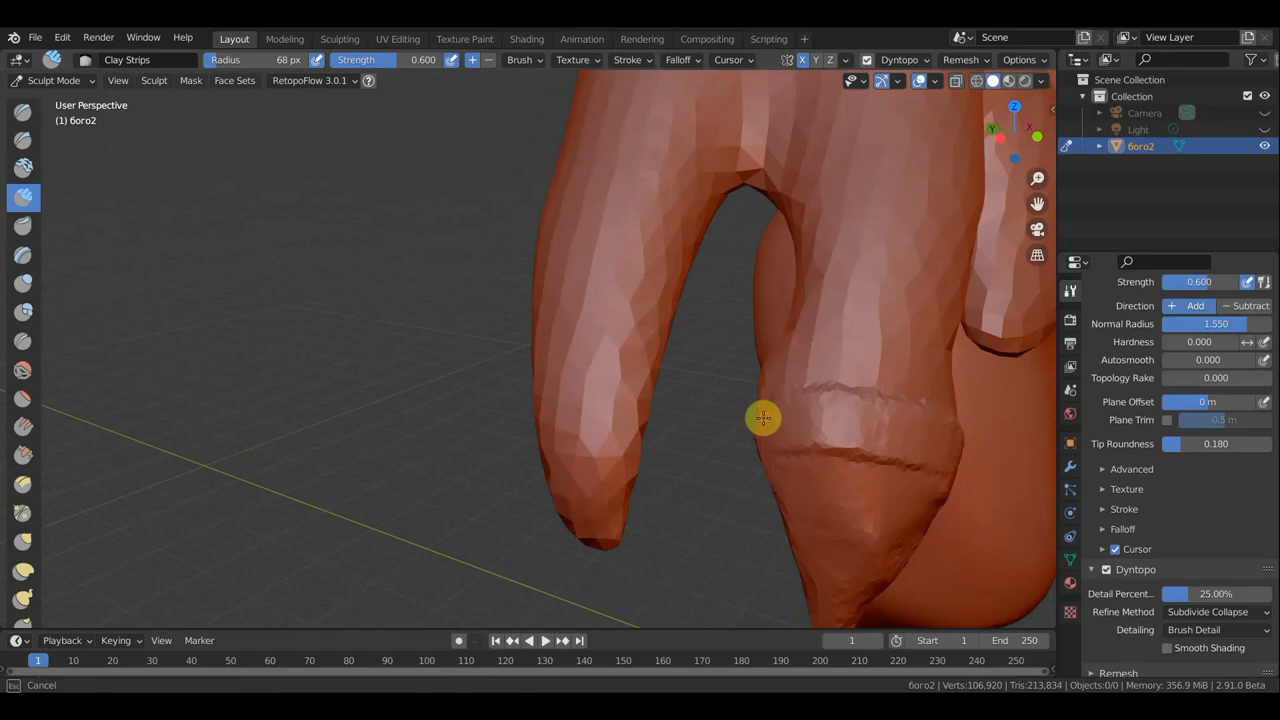 File Edit Render Window Help Layout Modeling Sculpting UV Editing Texture Paint Shading Animation Rendering Compositing Scripting + Scene View Layer
Clay Strips Radius 68 px Strength 0.600 + − Brush Texture Stroke Falloff Cursor X Y Z Dyntopo Remesh Options
Sculpt Mode View Sculpt Mask Face Sets RetopoFlow 3.0.1 ?
User Perspective
(1) 6oro2
Scene Collection
Collection
Camera
Light
6oro2
Z
Y X
Strength 0.600
Direction + Add − Subtract
Normal Radius 1.550
Hardness 0.000
Autosmooth 0.000
Topology Rake 0.000
Plane Offset 0 m
Plane Trim 0.5 m
Tip Roundness 0.180
Advanced
Texture
Stroke
Falloff
Cursor
Dyntopo
Detail Percent... 25.00%
Refine Method Subdivide Collapse
Detailing Brush Detail
Smooth Shading
Remesh
Playback Keying View Marker 1 Start 1 End 250
1 10 20 30 40 50 60 70 80 90 100 110 120 130 140 150 160 170 180 190 200 210 220 230 240 250
Esc Cancel 6oro2 | Verts:106,920 | Tris:213,834 | Objects:0/0 | Memory: 356.9 MiB | 2.91.0 Beta